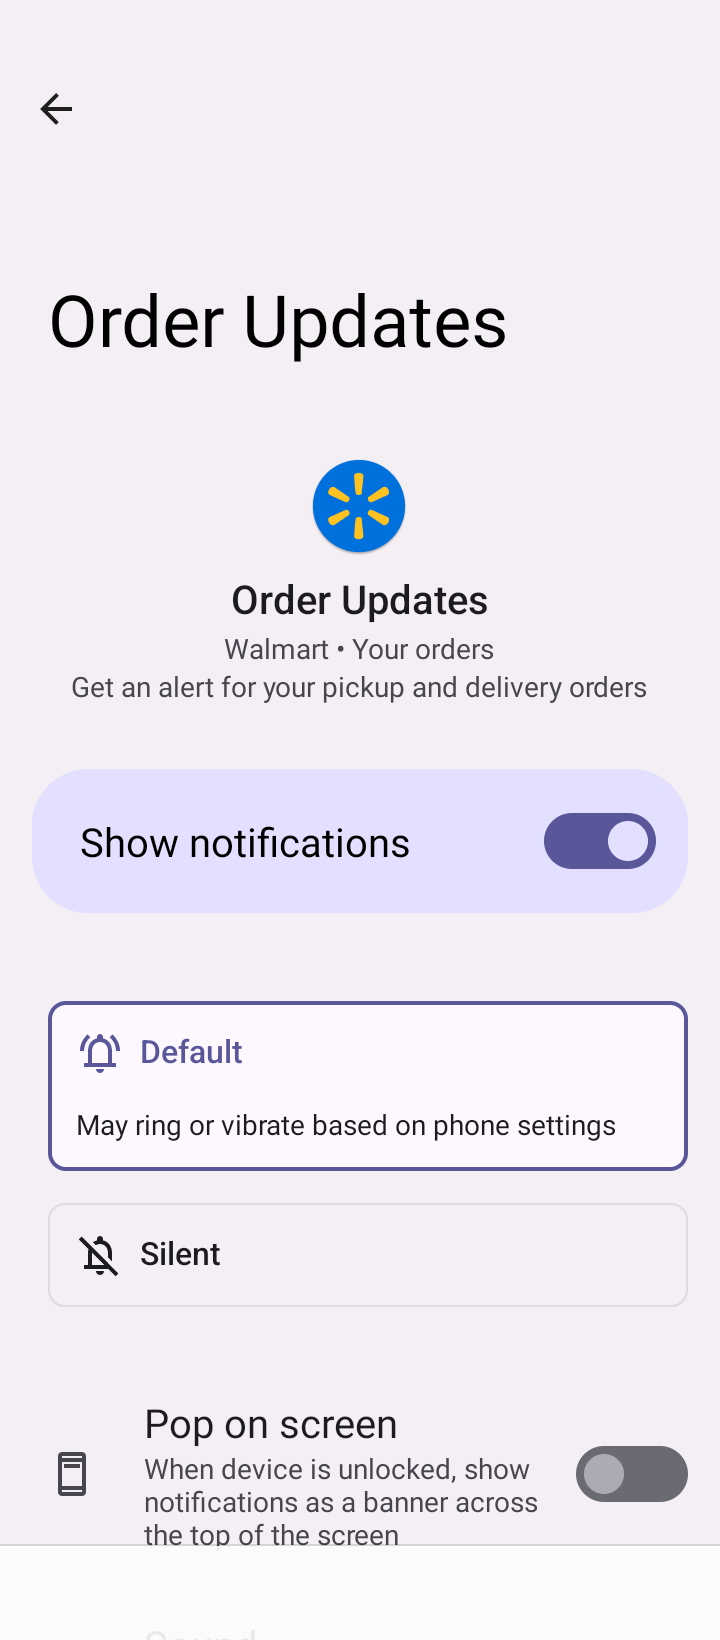 Order Updates
Order Updates
Walmart • Your orders
Get an alert for your pickup and delivery orders
Show notifications
Default
May ring or vibrate based on phone settings
Silent
Pop on screen
When device is unlocked, show
notifications as a banner across
the top of the screen
Sound